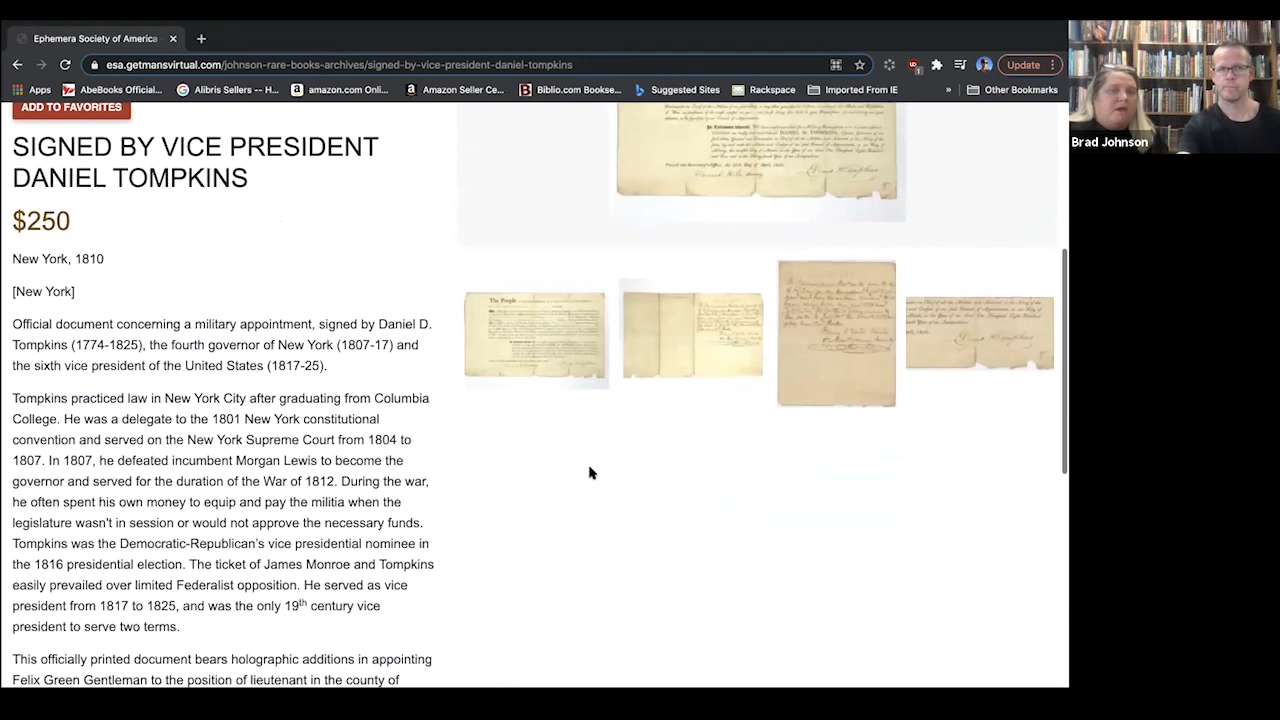 Ephemera Society of America
esa.getmansvirtual.com/johnson-rare-books-archives/signed-by-vice-president-daniel-tompkins
Update
Apps
AbeBooks Official...
Alibris Sellers -- H...
amazon.com Onli...
Amazon Seller Ce...
Biblio.com Bookse...
Suggested Sites
Rackspace
Imported From IE
»
Other Bookmarks
Brad Johnson
ADD TO FAVORITES
SIGNED BY VICE PRESIDENT
DANIEL TOMPKINS
$250
New York, 1810
[New York]
Official document concerning a military appointment, signed by Daniel D.
Tompkins (1774-1825), the fourth governor of New York (1807-17) and
the sixth vice president of the United States (1817-25).
Tompkins practiced law in New York City after graduating from Columbia
College. He was a delegate to the 1801 New York constitutional
convention and served on the New York Supreme Court from 1804 to
1807. In 1807, he defeated incumbent Morgan Lewis to become the
governor and served for the duration of the War of 1812. During the war,
he often spent his own money to equip and pay the militia when the
legislature wasn't in session or would not approve the necessary funds.
Tompkins was the Democratic-Republican's vice presidential nominee in
the 1816 presidential election. The ticket of James Monroe and Tompkins
easily prevailed over limited Federalist opposition. He served as vice
president from 1817 to 1825, and was the only 19th century vice
president to serve two terms.
This officially printed document bears holographic additions in appointing
Felix Green Gentleman to the position of lieutenant in the county of
The People